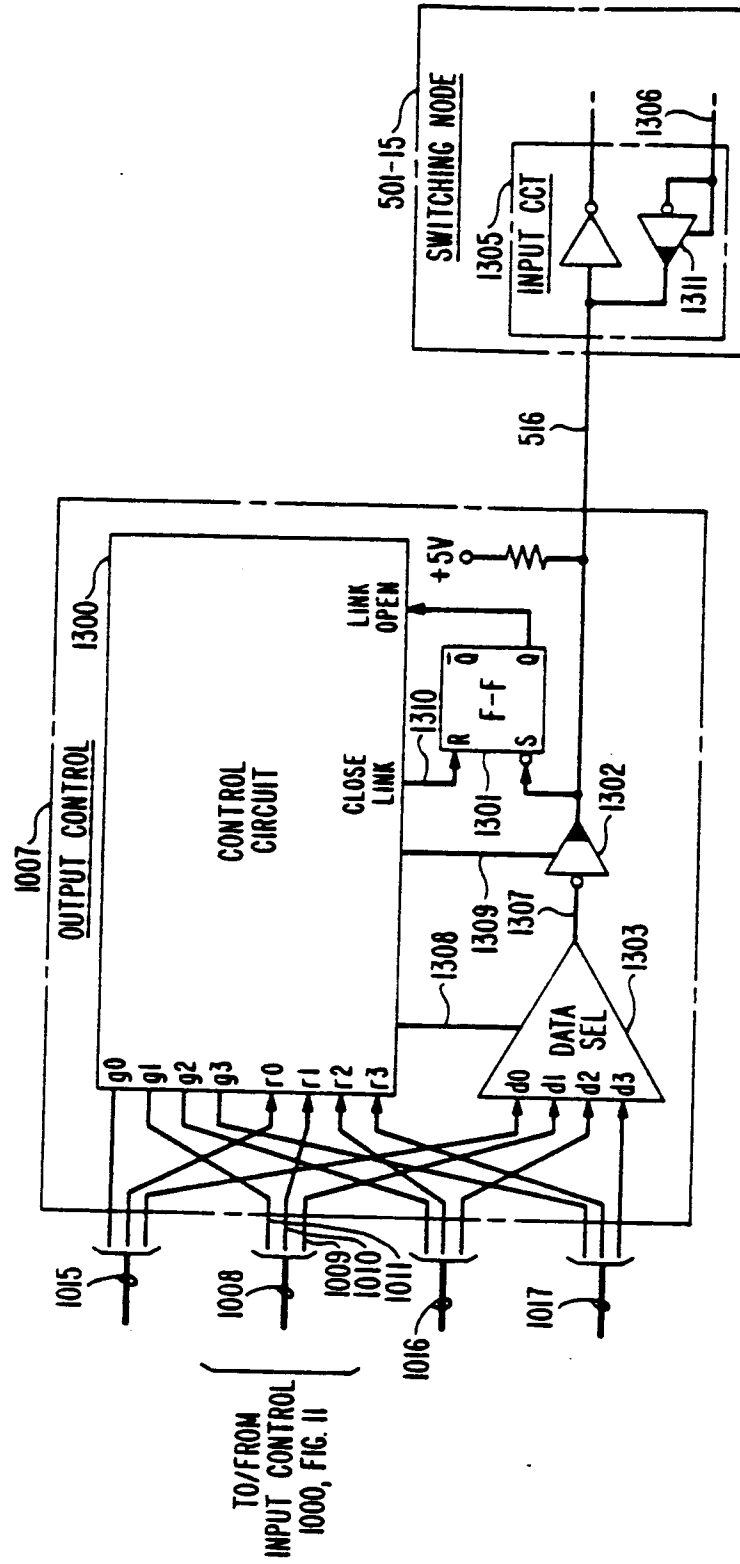 1007
OUTPUT CONTROL
1300
g0
g1
g2
g3
r0
r1
r2
r3
CONTROL
CIRCUIT
CLOSE
LINK
LINK
OPEN
1015
1008
1009
1010
1011
1016
1017
TO/FROM
INPUT CONTROL
1000, FIG. 11
1308
1309
1310
R
Q
F-F
S
Q
1301
+5V
d0
d1
d2
d3
DATA
SEL
1303
1307
1302
516
501-15
SWITCHING NODE
1305
INPUT CCT
1306
1311